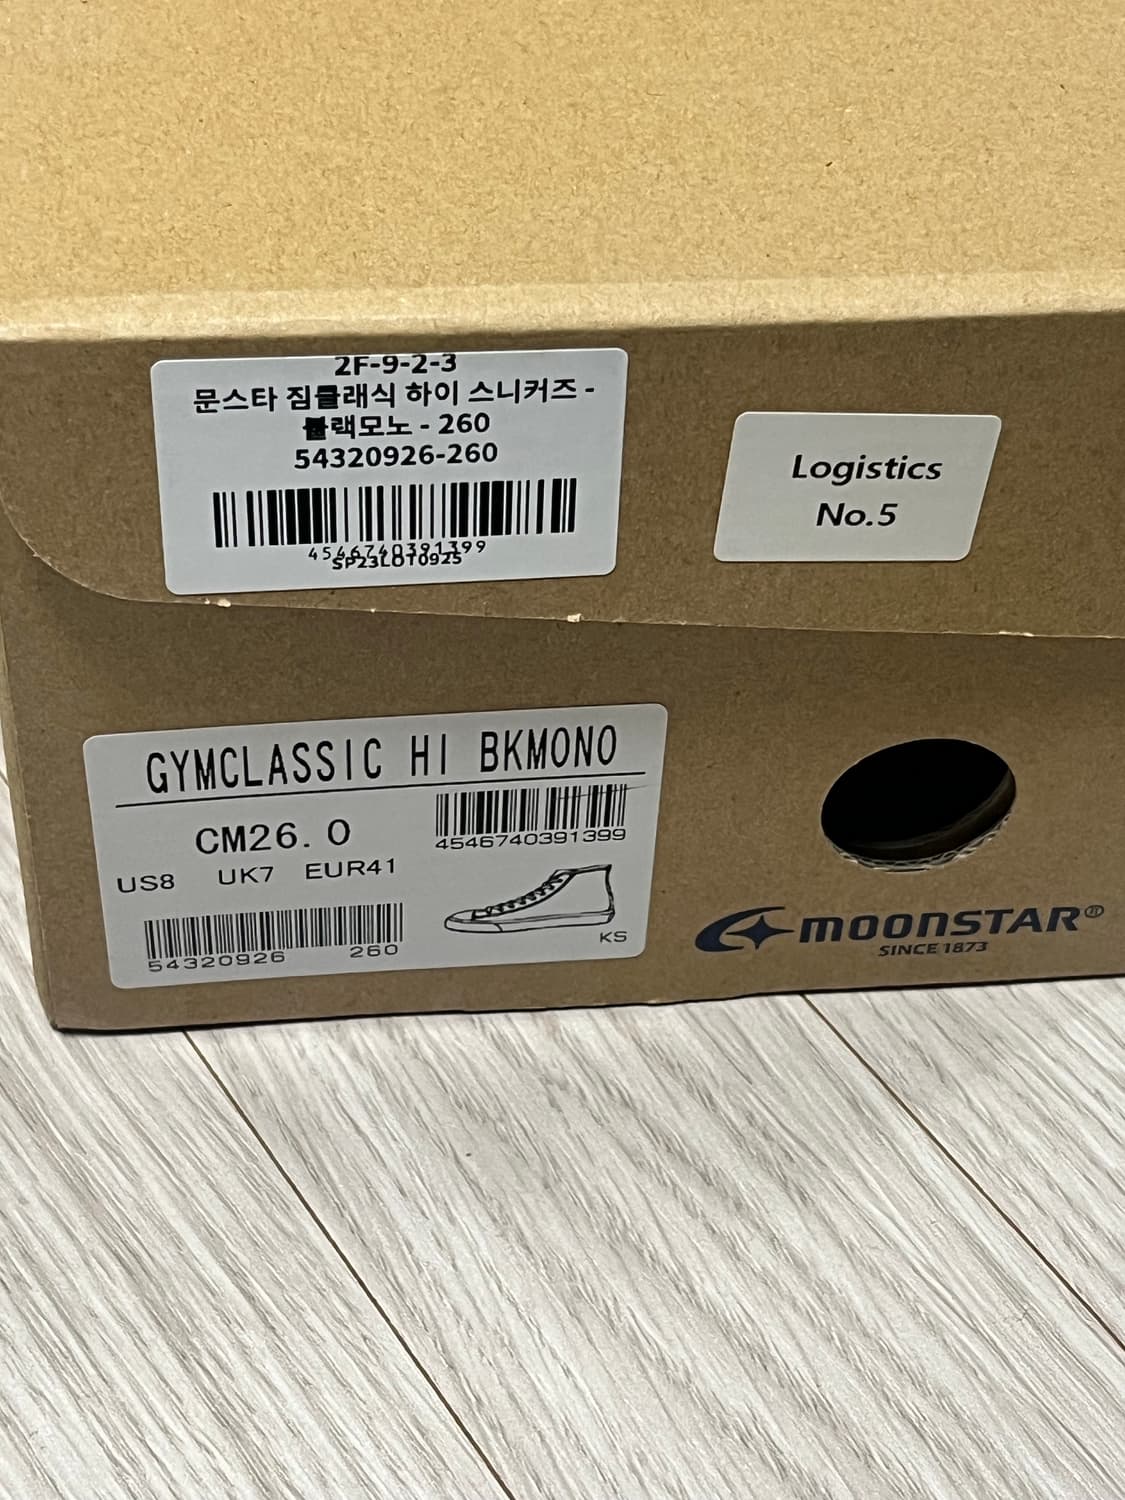 2F-9-2-3
문스타 짐클래식 하이 스니커즈 -
블랙모노 - 260
54320926-260
4546740391399
SP23LOT0925
Logistics
No.5
GYMCLASSIC HI BKMONO
CM26.0
4546740391399
US8 UK7 EUR41
KS
54320926 260
MOONSTAR®
SINCE 1873